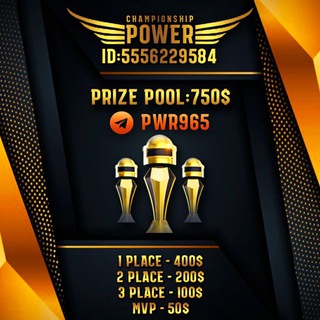 CHAMPIONSHIP
POWER
ID:5556229584
PRIZE POOL:750$
PWR965
1 PLACE - 400$
2 PLACE - 200$
3 PLACE - 100$
MVP - 50$